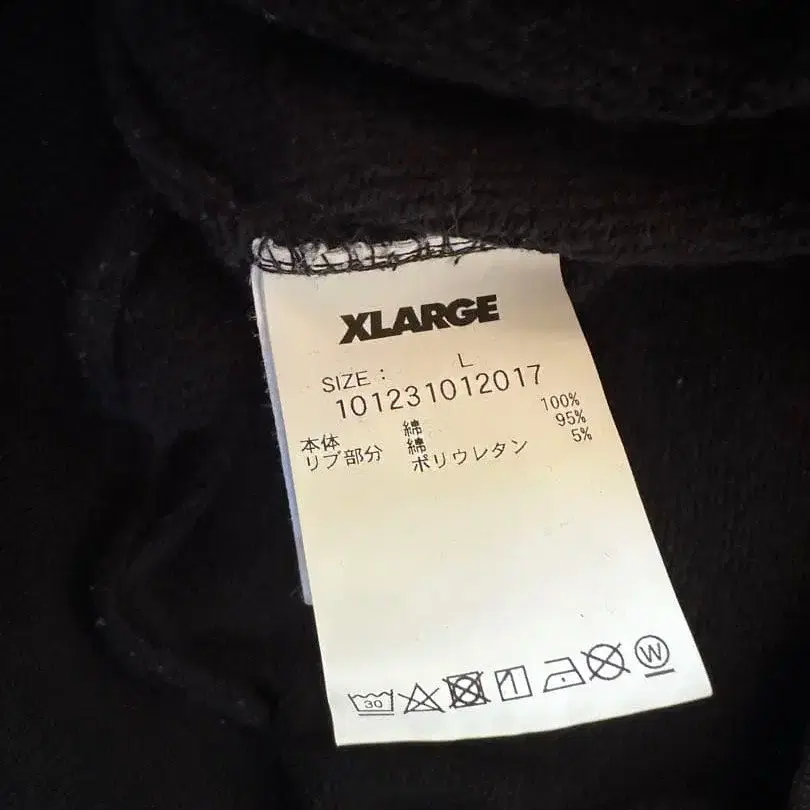 XLARGE
SIZE : L
101231012017
本体 綿 100%
リブ部分 綿 95%
ポリウレタン 5%
30
W